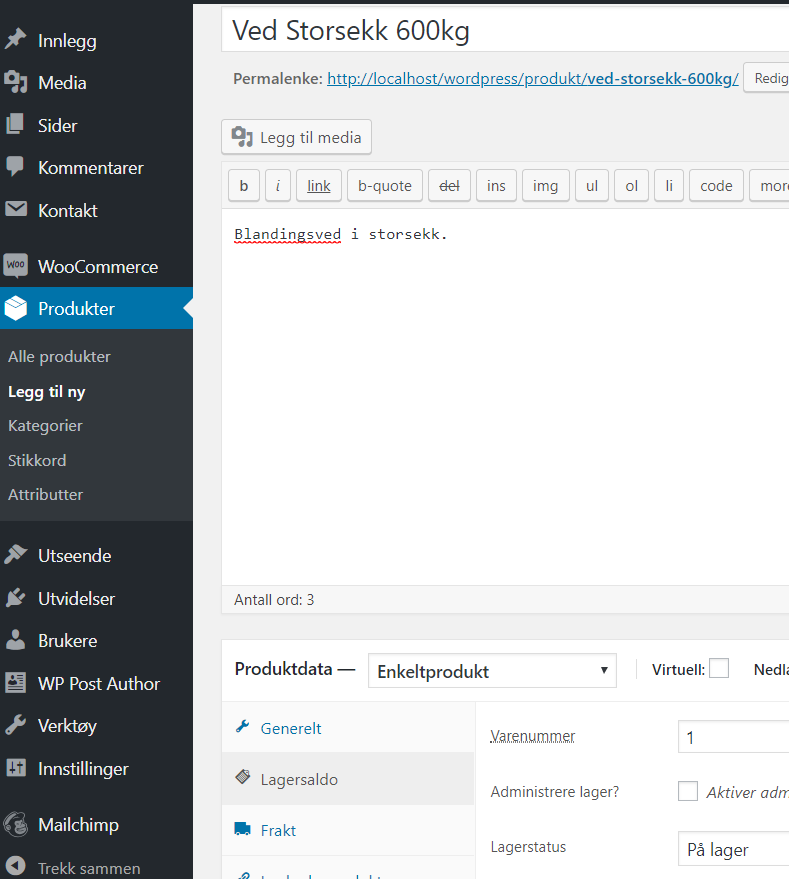 Innlegg
Media
Sider
Kommentarer
Kontakt
WOO WooCommerce
Produkter
Alle produkter
Legg til ny
Kategorier
Stikkord
Attributter
Utseende
Utvidelser
Brukere
WP Post Author
Verktøy
Innstillinger
Mailchimp
Trekk sammen
Ved Storsekk 600kg
Permalenke: http://localhost/wordpress/produkt/ved-storsekk-600kg/ Redig
Legg til media
b i link b-quote del ins img ul ol li code more
Blandingsved i storsekk.
Antall ord: 3
Produktdata — Enkeltprodukt Virtuell: Nedla
Generelt
Lagersaldo
Frakt
Varenummer 1
Administrere lager? Aktiver adm
Lagerstatus På lager